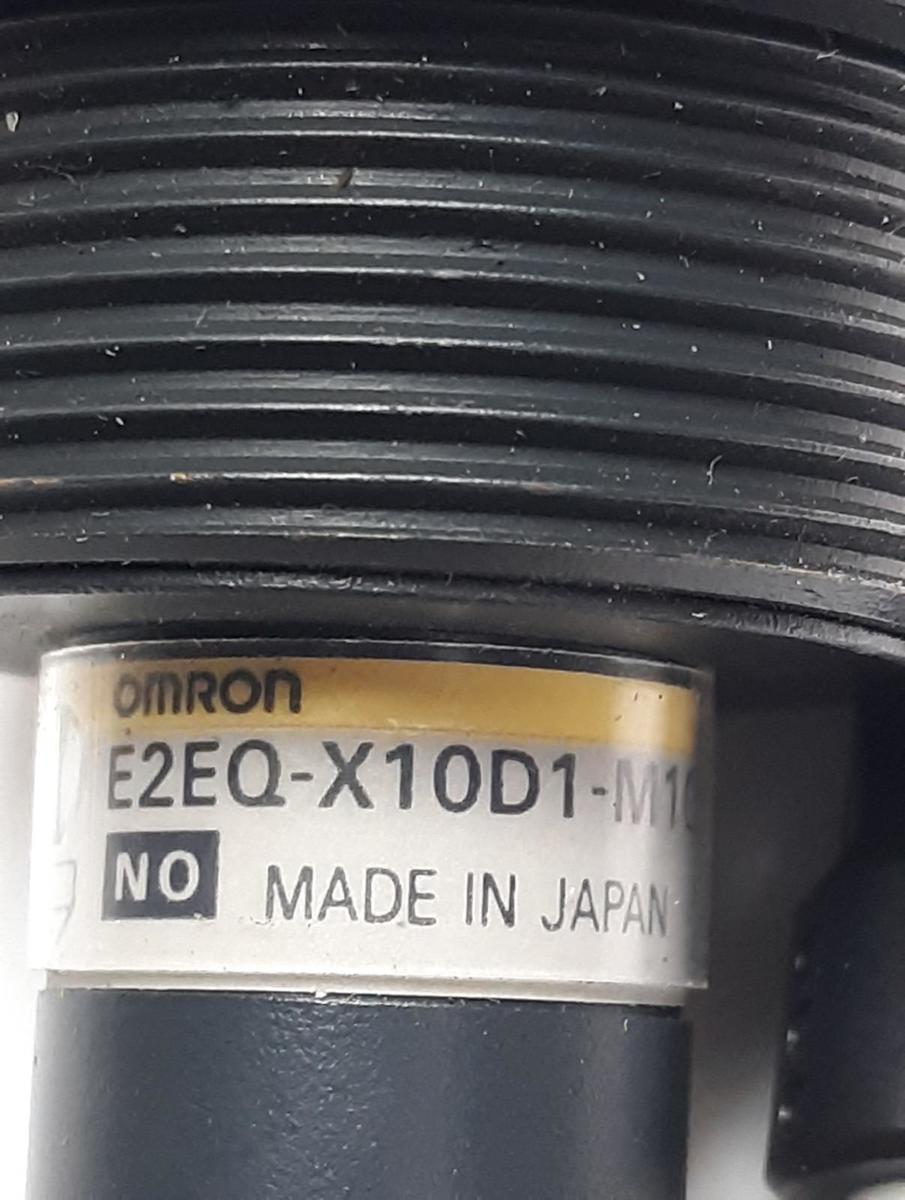 omron
E2EQ-X10D1-M1
NO MADE IN JAPAN